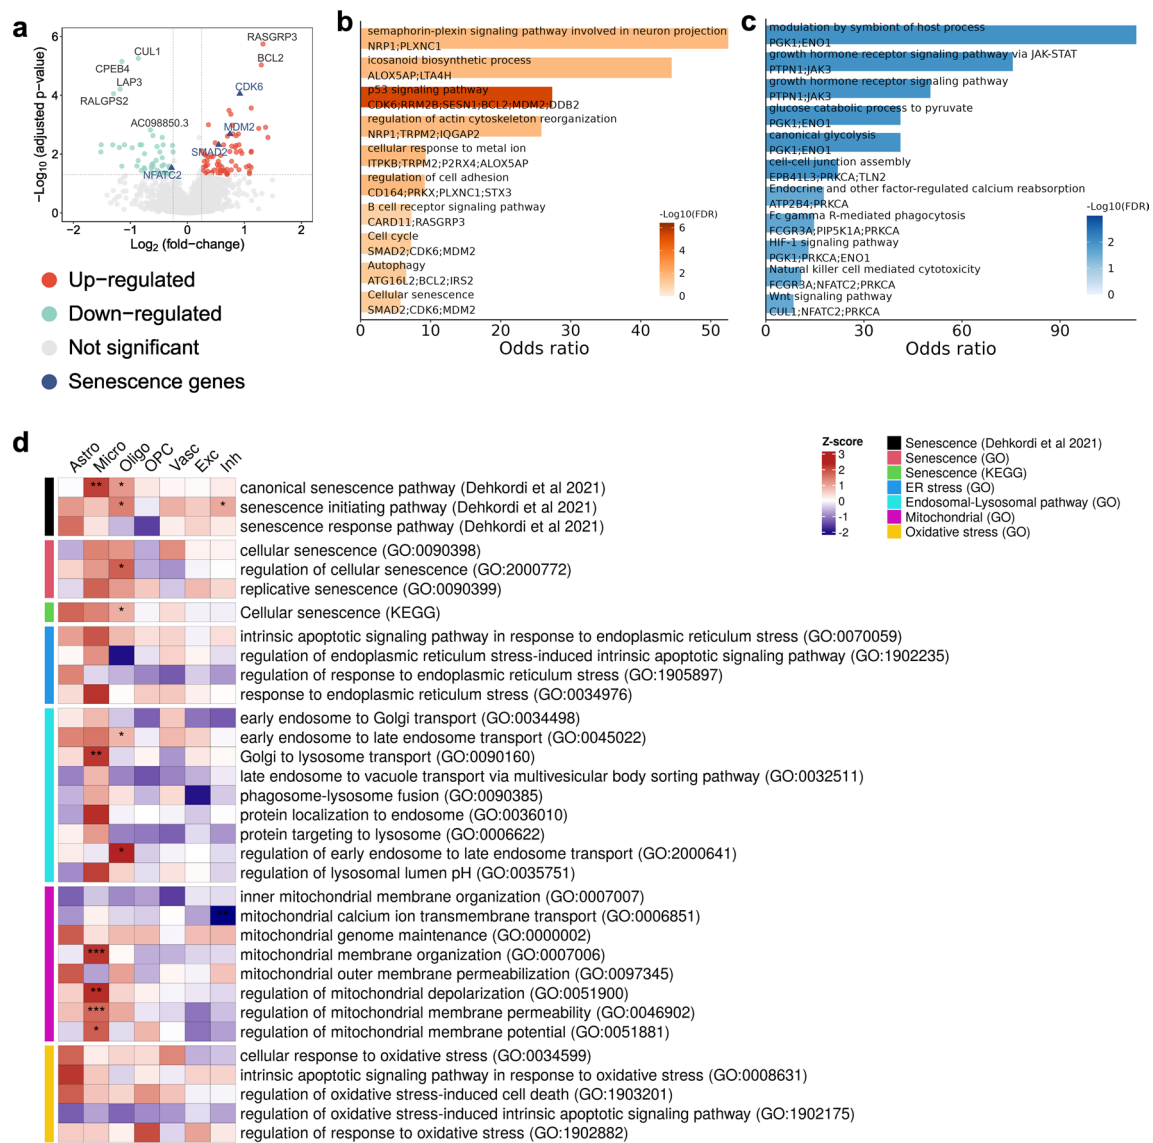 a
RASGRP3
CUL1
BCL2
CPEB4
LAP3
CDK6
RALGPS2
AC098850.3
MDM2
SMAD2
NFATC2
6
4
2
0
−2
−1
0
1
2
−Log10 (adjusted p−value)
Log2 (fold−change)
Up−regulated
Down−regulated
Not significant
Senescence genes
b
semaphorin-plexin signaling pathway involved in neuron projection
NRP1;PLXNC1
icosanoid biosynthetic process
ALOX5AP;LTA4H
p53 signaling pathway
CDK6;RRM2B;SESN1;BCL2;MDM2;DDB2
regulation of actin cytoskeleton reorganization
NRP1;TRPM2;IQGAP2
cellular response to metal ion
ITPKB;TRPM2;P2RX4;ALOX5AP
regulation of cell adhesion
CD164;PRKX;PLXNC1;STX3
B cell receptor signaling pathway
CARD11;RASGRP3
Cell cycle
SMAD2;CDK6;MDM2
Autophagy
ATG16L2;BCL2;IRS2
Cellular senescence
SMAD2;CDK6;MDM2
-Log10(FDR)
6
4
2
0
0
10
20
30
40
50
Odds ratio
c
modulation by symbiont of host process
PGK1;ENO1
growth hormone receptor signaling pathway via JAK-STAT
PTPN1;JAK3
growth hormone receptor signaling pathway
PTPN1;JAK3
glucose catabolic process to pyruvate
PGK1;ENO1
canonical glycolysis
PGK1;ENO1
cell-cell junction assembly
EPB41L3;PRKCA;TLN2
Endocrine and other factor-regulated calcium reabsorption
ATP2B4;PRKCA
Fc gamma R-mediated phagocytosis
FCGR3A;PIP5K1A;PRKCA
HIF-1 signaling pathway
PGK1;PRKCA;ENO1
Natural killer cell mediated cytotoxicity
FCGR3A;NFATC2;PRKCA
Wnt signaling pathway
CUL1;NFATC2;PRKCA
-Log10(FDR)
2
1
0
0
30
60
90
Odds ratio
d
Astro
Micro
Oligo
OPC
Vasc
Exc
Inh
** * canonical senescence pathway (Dehkordi et al 2021)
* * senescence initiating pathway (Dehkordi et al 2021)
senescence response pathway (Dehkordi et al 2021)
cellular senescence (GO:0090398)
* regulation of cellular senescence (GO:2000772)
replicative senescence (GO:0090399)
* Cellular senescence (KEGG)
intrinsic apoptotic signaling pathway in response to endoplasmic reticulum stress (GO:0070059)
regulation of endoplasmic reticulum stress-induced intrinsic apoptotic signaling pathway (GO:1902235)
regulation of response to endoplasmic reticulum stress (GO:1905897)
response to endoplasmic reticulum stress (GO:0034976)
early endosome to Golgi transport (GO:0034498)
* early endosome to late endosome transport (GO:0045022)
** Golgi to lysosome transport (GO:0090160)
late endosome to vacuole transport via multivesicular body sorting pathway (GO:0032511)
phagosome-lysosome fusion (GO:0090385)
protein localization to endosome (GO:0036010)
protein targeting to lysosome (GO:0006622)
* regulation of early endosome to late endosome transport (GO:2000641)
regulation of lysosomal lumen pH (GO:0035751)
inner mitochondrial membrane organization (GO:0007007)
** mitochondrial calcium ion transmembrane transport (GO:0006851)
mitochondrial genome maintenance (GO:0000002)
*** mitochondrial membrane organization (GO:0007006)
mitochondrial outer membrane permeabilization (GO:0097345)
** regulation of mitochondrial depolarization (GO:0051900)
*** regulation of mitochondrial membrane permeability (GO:0046902)
* regulation of mitochondrial membrane potential (GO:0051881)
cellular response to oxidative stress (GO:0034599)
intrinsic apoptotic signaling pathway in response to oxidative stress (GO:0008631)
regulation of oxidative stress-induced cell death (GO:1903201)
regulation of oxidative stress-induced intrinsic apoptotic signaling pathway (GO:1902175)
regulation of response to oxidative stress (GO:1902882)
Z-score
3
2
1
0
-1
-2
Senescence (Dehkordi et al 2021)
Senescence (GO)
Senescence (KEGG)
ER stress (GO)
Endosomal-Lysosomal pathway (GO)
Mitochondrial (GO)
Oxidative stress (GO)